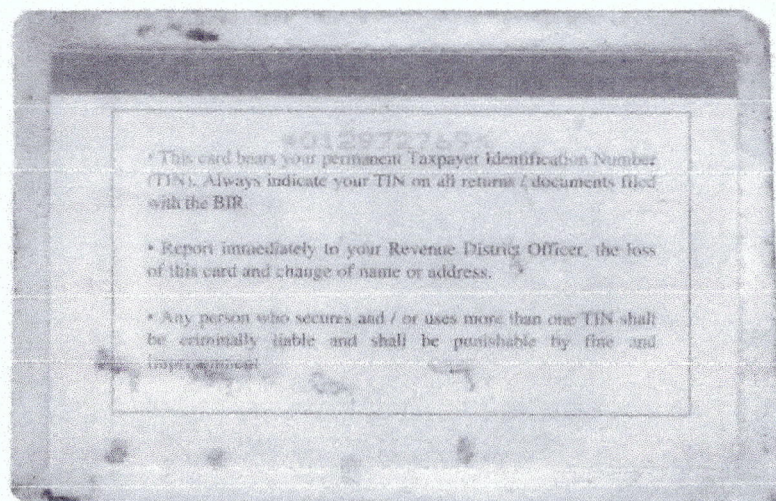 • This card bears your permanent Taxpayer Identification Number
(TIN). Always indicate your TIN on all returns / documents filed
with the BIR.
• Report immediately to your Revenue District Officer, the loss
of this card and change of name or address.
• Any person who secures and / or uses more than one TIN shall
be criminally liable and shall be punishable by fine and
imprisonment